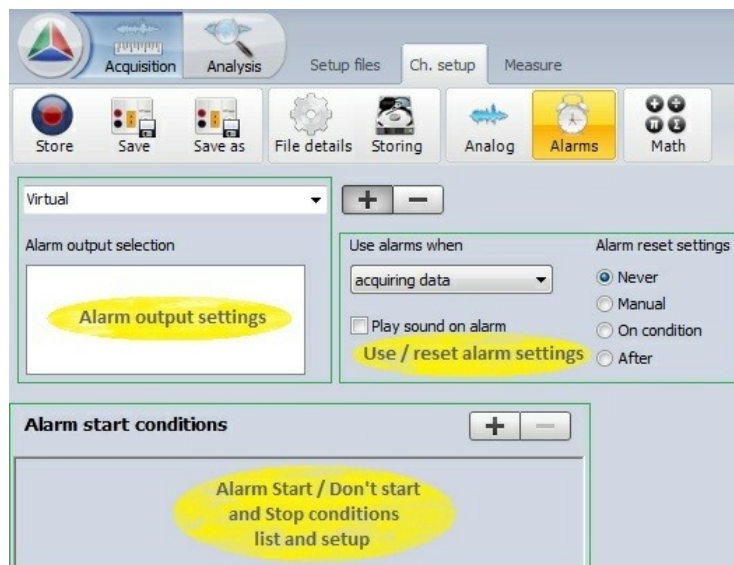 Acquisition Analysis Setup files Ch. setup Measure
Store Save Save as File details Storing Analog Alarms Math
Virtual
Alarm output selection
Alarm output settings
Use alarms when
acquiring data
Play sound on alarm
Use / reset alarm settings
Alarm reset settings
Never
Manual
On condition
After
Alarm start conditions
Alarm Start / Don't start
and Stop conditions
list and setup